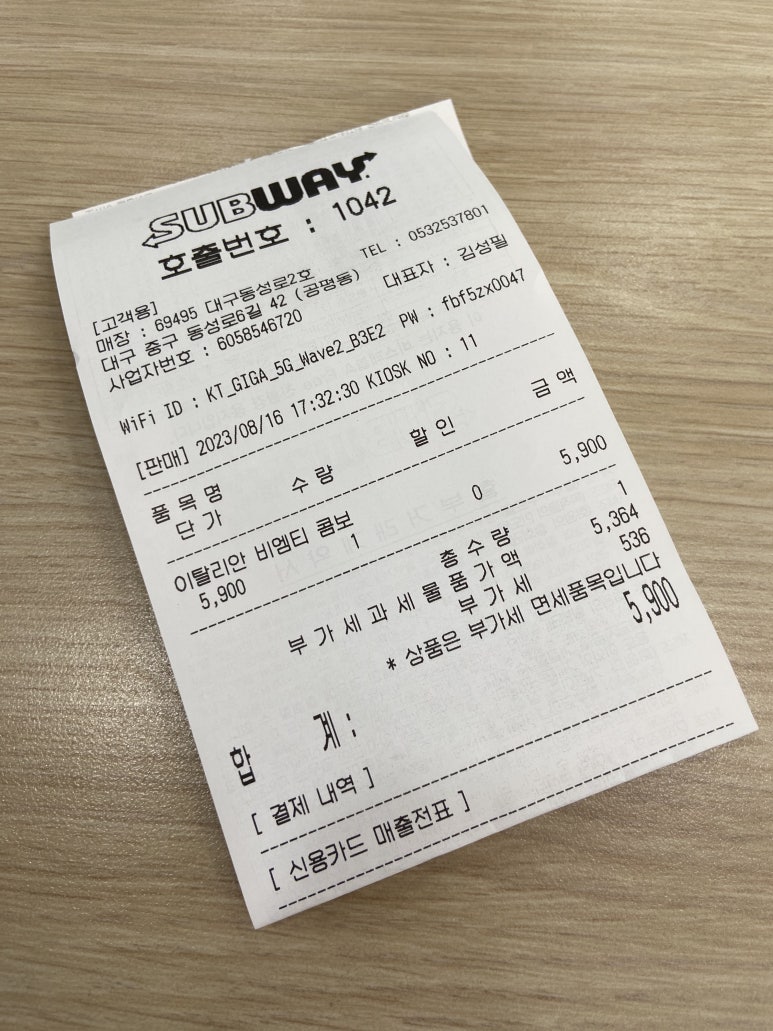 SUBWAY
호출번호 : 1042
TEL : 0532537801
[고객용]
매장 : 69495 대구동성로2호
대구 중구 동성로6길 42 (공평동) 대표자 : 김성필
사업자번호 : 6058546720
WiFi ID : KT_GIGA_5G_Wave2_B3E2 PW : fbf5zx0047
[판매] 2023/08/16 17:32:30 KIOSK NO : 11
품목명 수량 할인 금액
단가
이탈리안 비엠티 콤보 5,900
5,900 1 0
총수량 1
부가세과세물품가액 5,364
부가세 536
* 상품은 부가세 면세품목입니다
합 계: 5,900
[ 결제 내역 ]
[ 신용카드 매출전표 ]